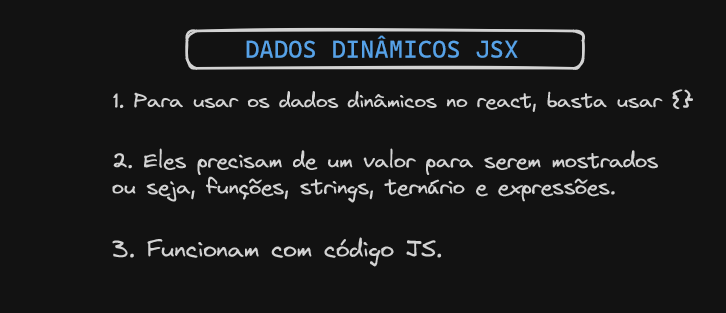 DADOS DINÂMICOS JSX
1. Para usar os dados dinâmicos no react, basta usar {}
2. Eles precisam de um valor para serem mostrados
ou seja, funções, strings, ternário e expressões.
3. Funcionam com código JS.